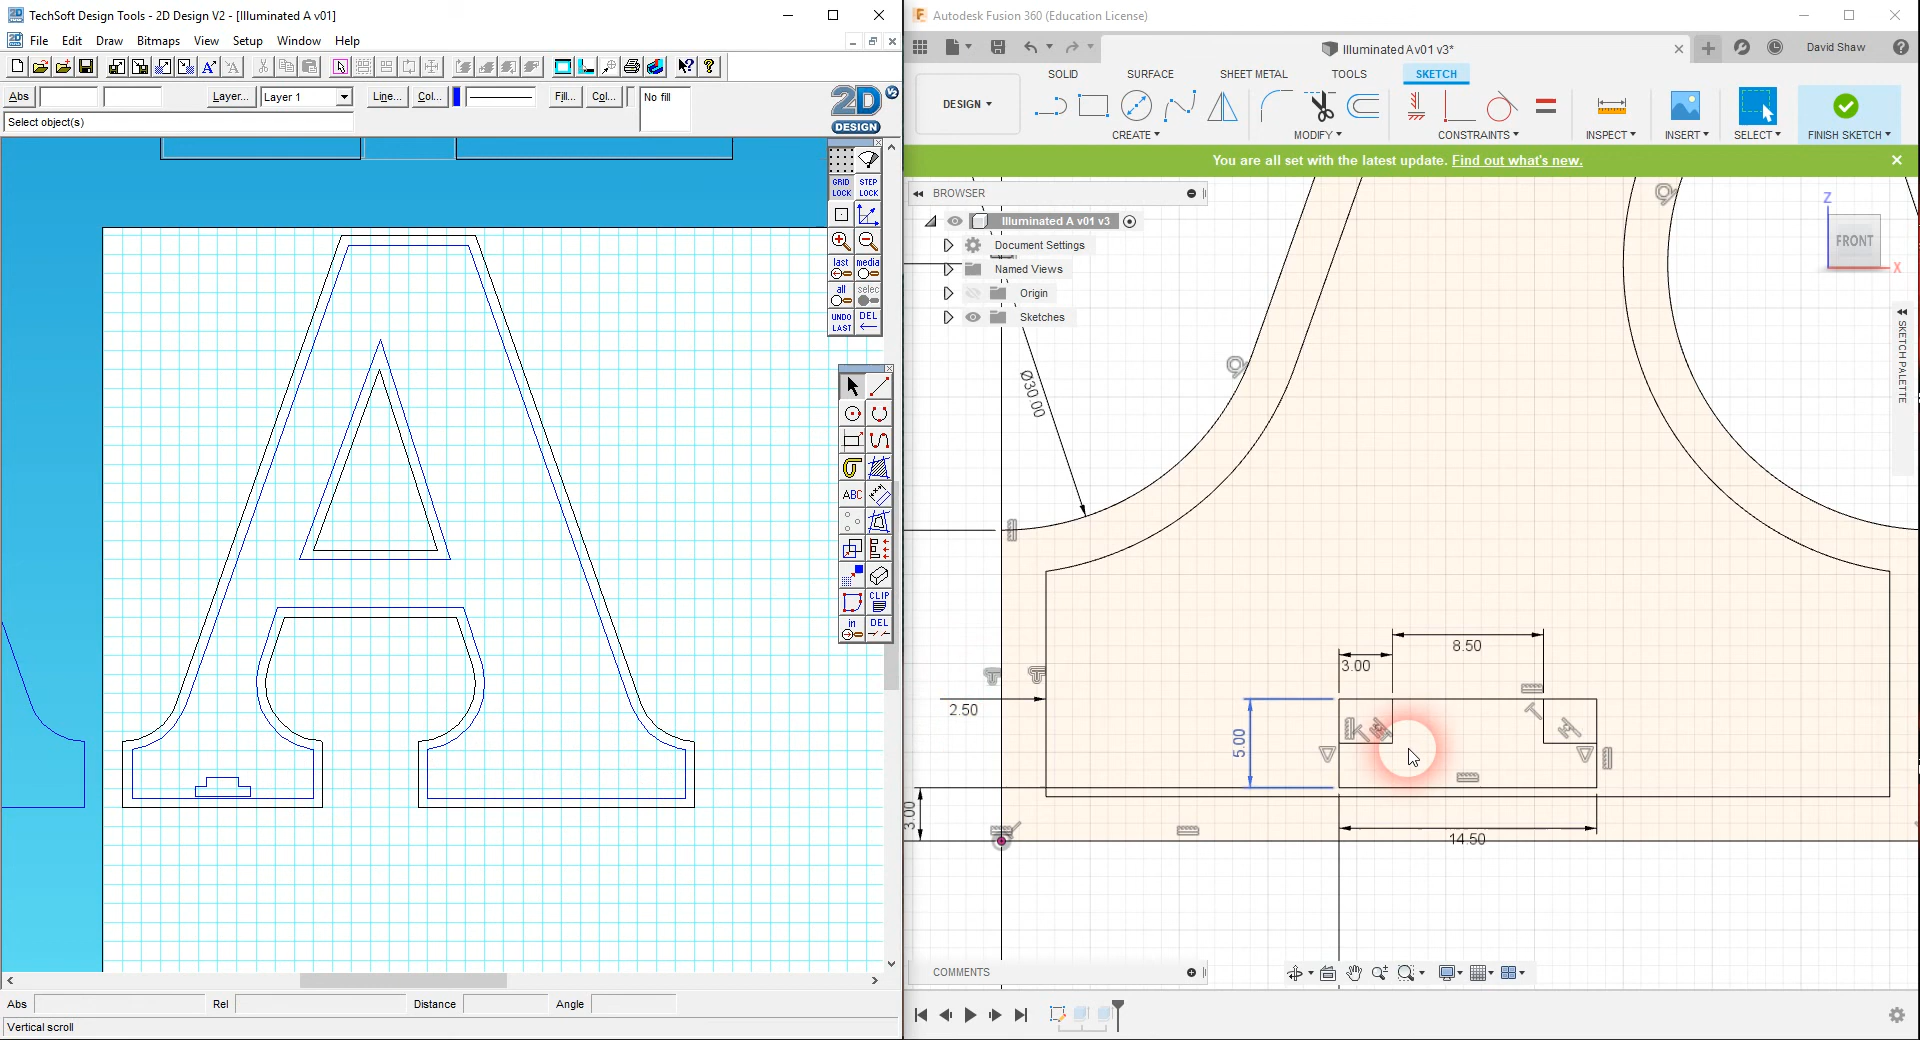 TechSoft Design Tools - 2D Design V2 - [Illuminated A v01]
File Edit Draw Bitmaps View Setup Window Help
Abs Layer... Layer 1 Line... Col... Fill... Col... No fill
Select object(s)
2D V2
DESIGN
GRID LOCK STEP LOCK
last media
all selec
UNDO LAST DEL
ABC
CLIP
in DEL
Abs Rel Distance Angle
Vertical scroll
Autodesk Fusion 360 (Education License)
Illuminated A v01 v3*
David Shaw
SOLID SURFACE SHEET METAL TOOLS SKETCH
DESIGN
CREATE MODIFY CONSTRAINTS INSPECT INSERT SELECT FINISH SKETCH
You are all set with the latest update. Find out what's new.
BROWSER
Illuminated A v01 v3
Document Settings
Named Views
Origin
Sketches
Z
FRONT
X
SKETCH PALETTE
Ø30.00
8.50
3.00
2.50
5.00
3.00
14.50
COMMENTS